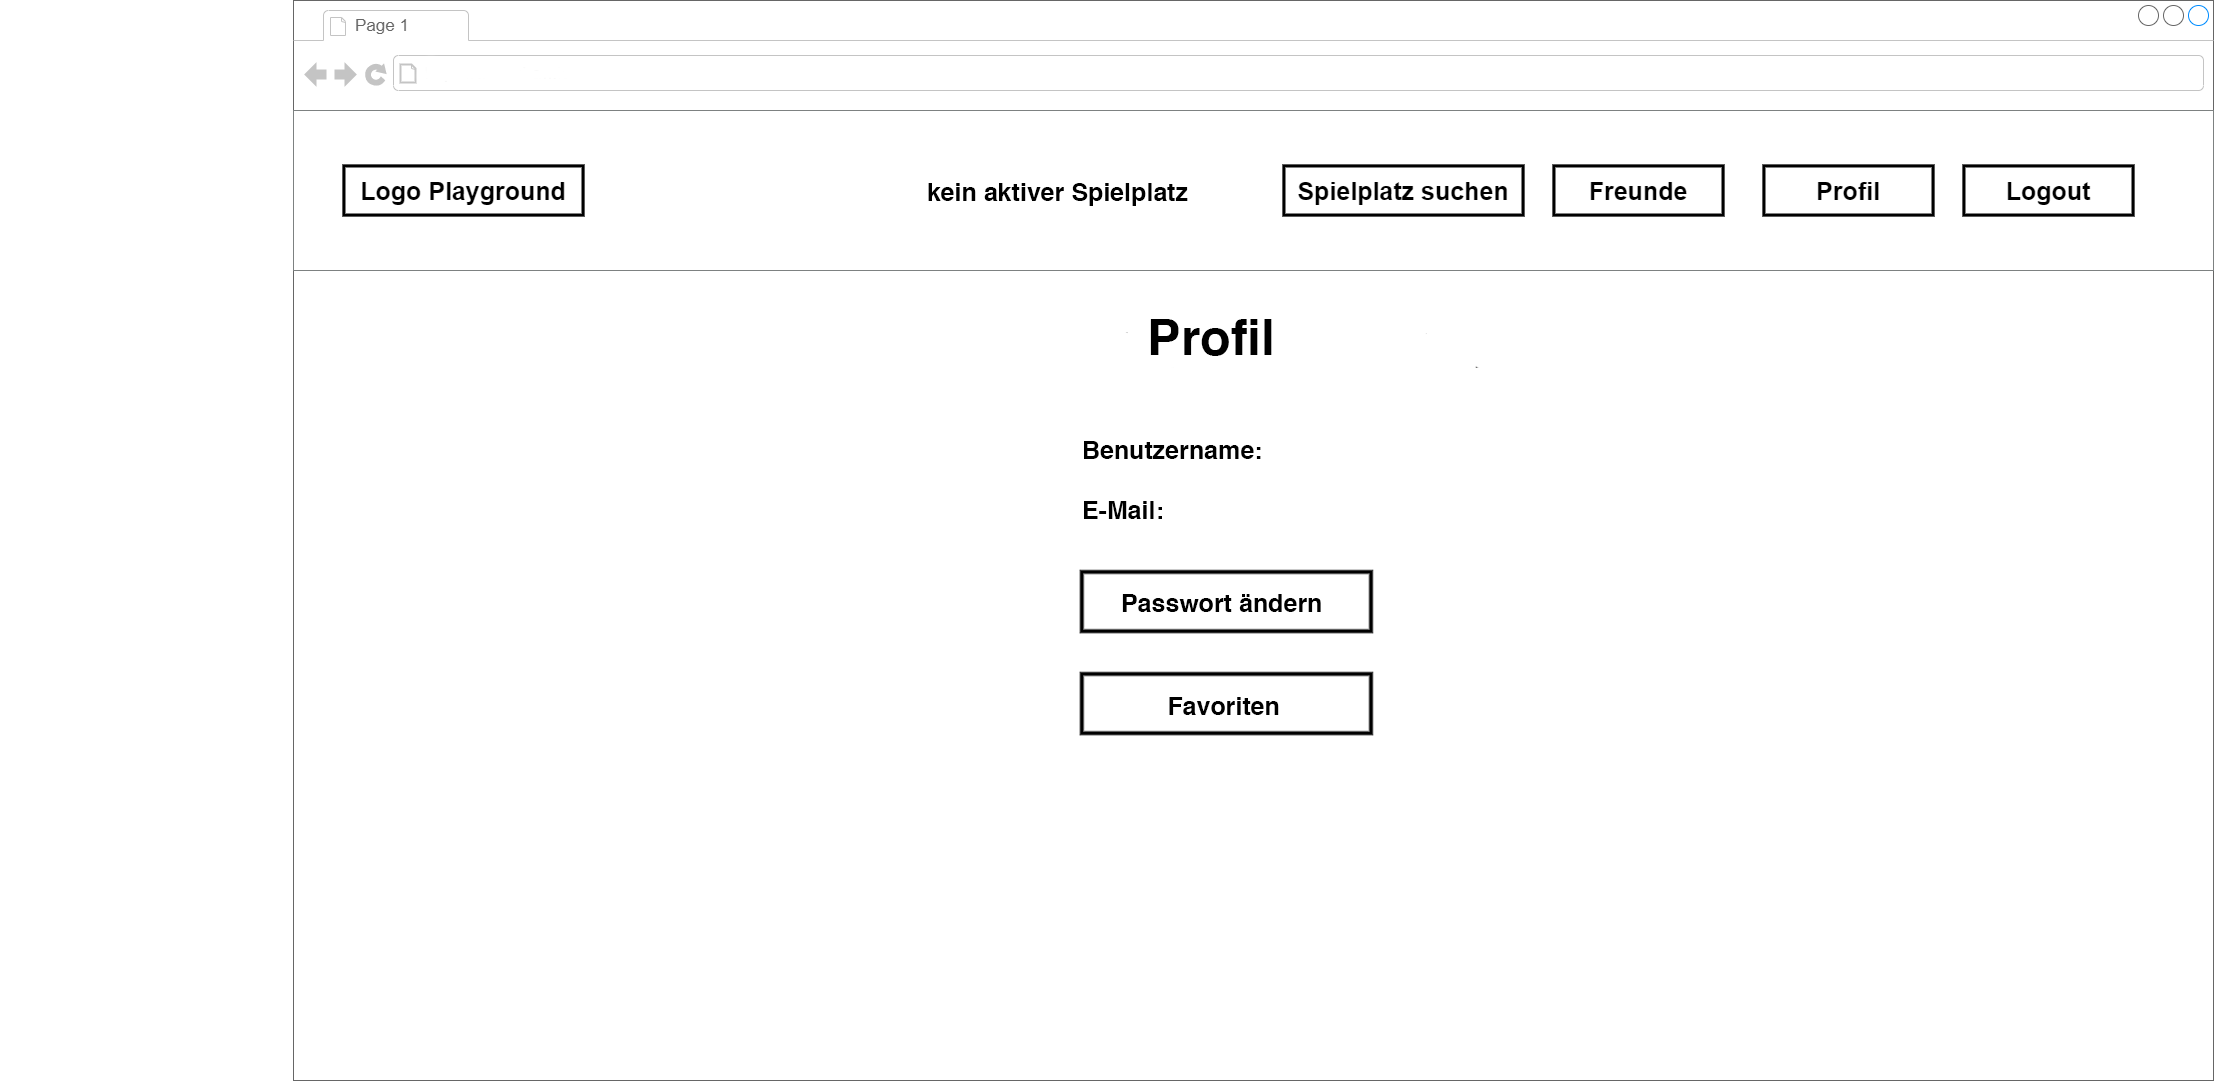 Page 1
Logo Playground
kein aktiver Spielplatz
Spielplatz suchen
Freunde
Profil
Logout
Profil
Benutzername:
E-Mail:
Passwort ändern
Favoriten